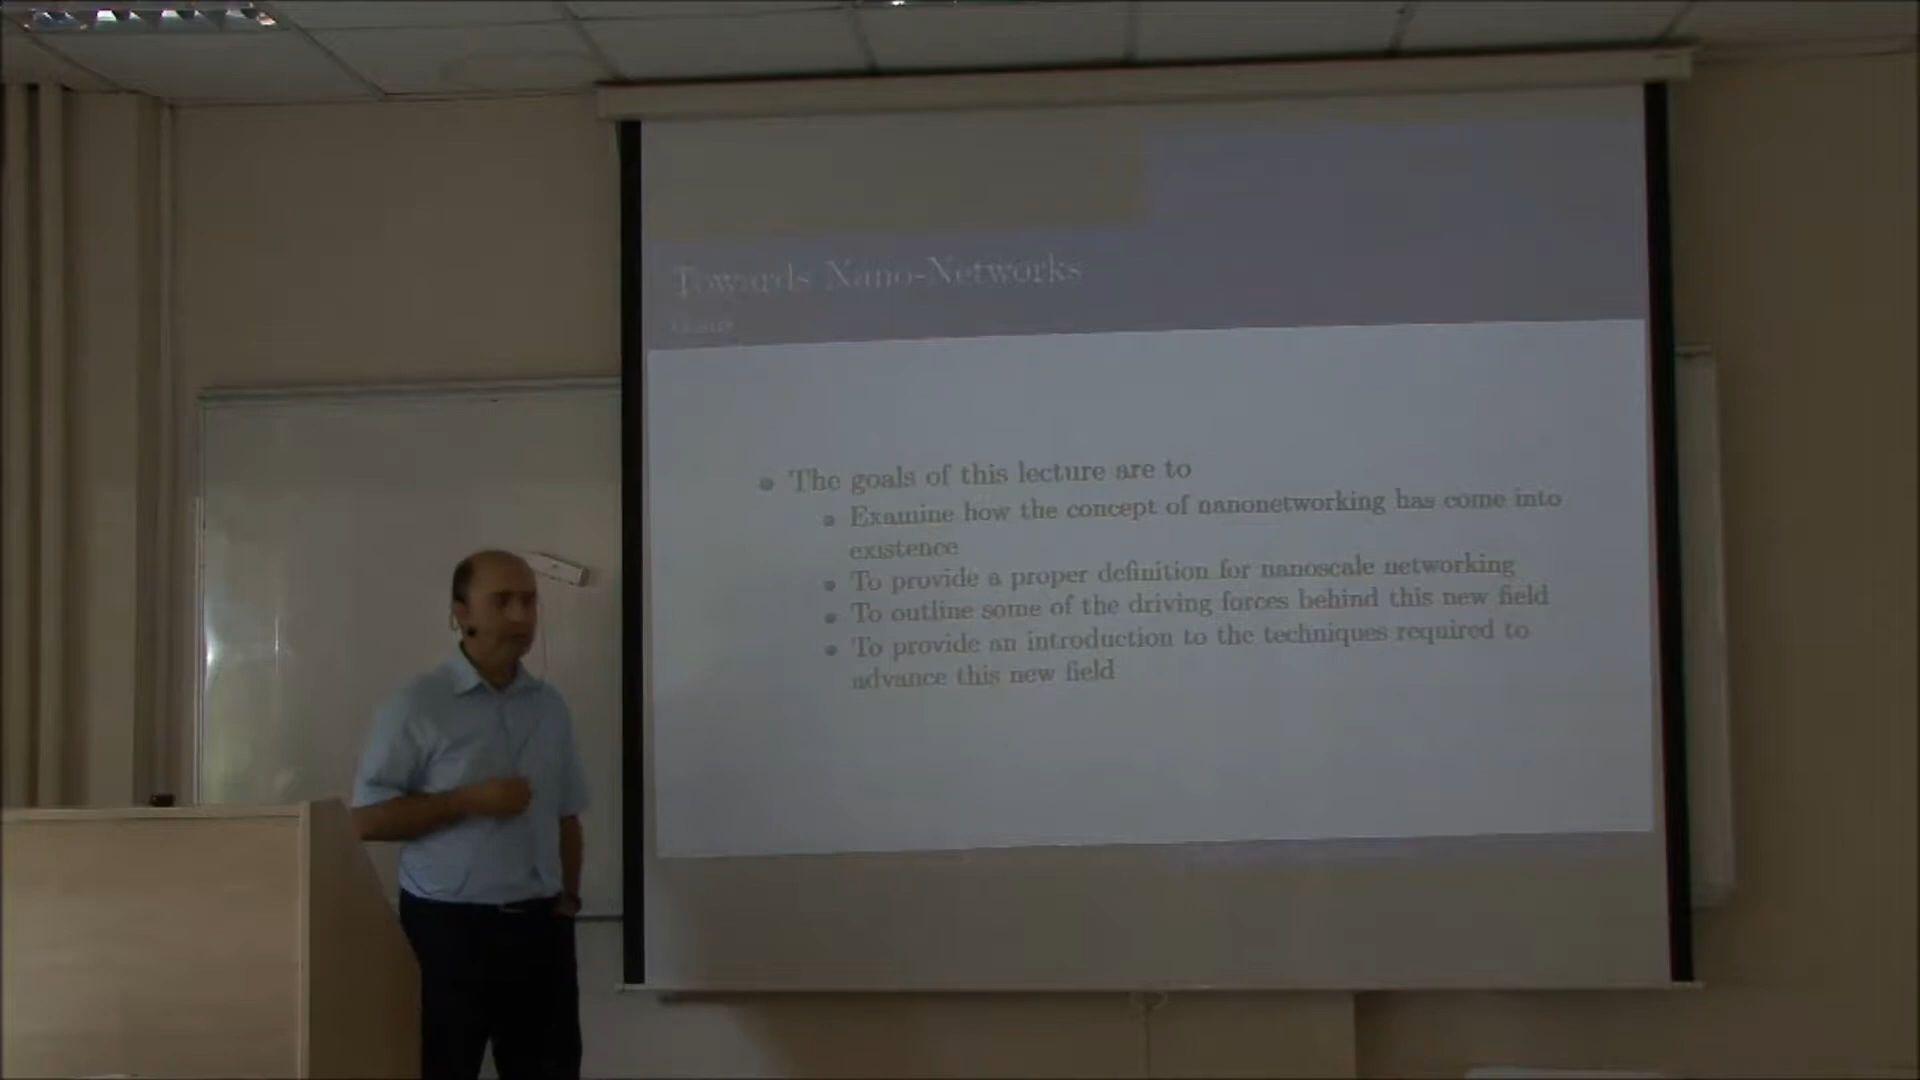 Towards Nano-Networks
The goals of this lecture are to
Examine how the concept of nanonetworking has come into
existence
To provide a proper definition for nanoscale networking
To outline some of the driving forces behind this new field
To provide an introduction to the techniques required to
advance this new field